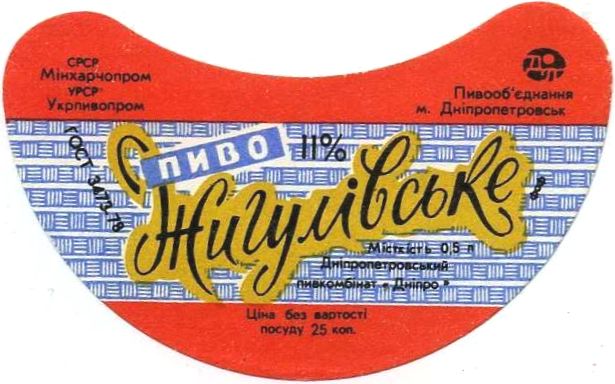 СРСР
Мінхарчопром
УРСР
Укрпивопром
Пивооб'єднання
м. Дніпропетровськ
ПИВО 11%
ГОСТ 3473-78
Жигулівське
Місткість 0,5 л
Дніпропетровський
пивкомбінат «Дніпро»
Ціна без вартості
посуду 25 коп.